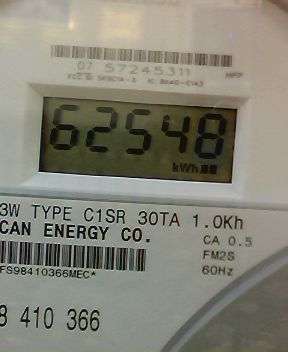 07 57245311
62548
kWh
3W TYPE C1SR 30TA 1.0Kh
CAN ENERGY CO.
CA 0.5
FM2S
60Hz
FS98410366MEC*
8 410 366